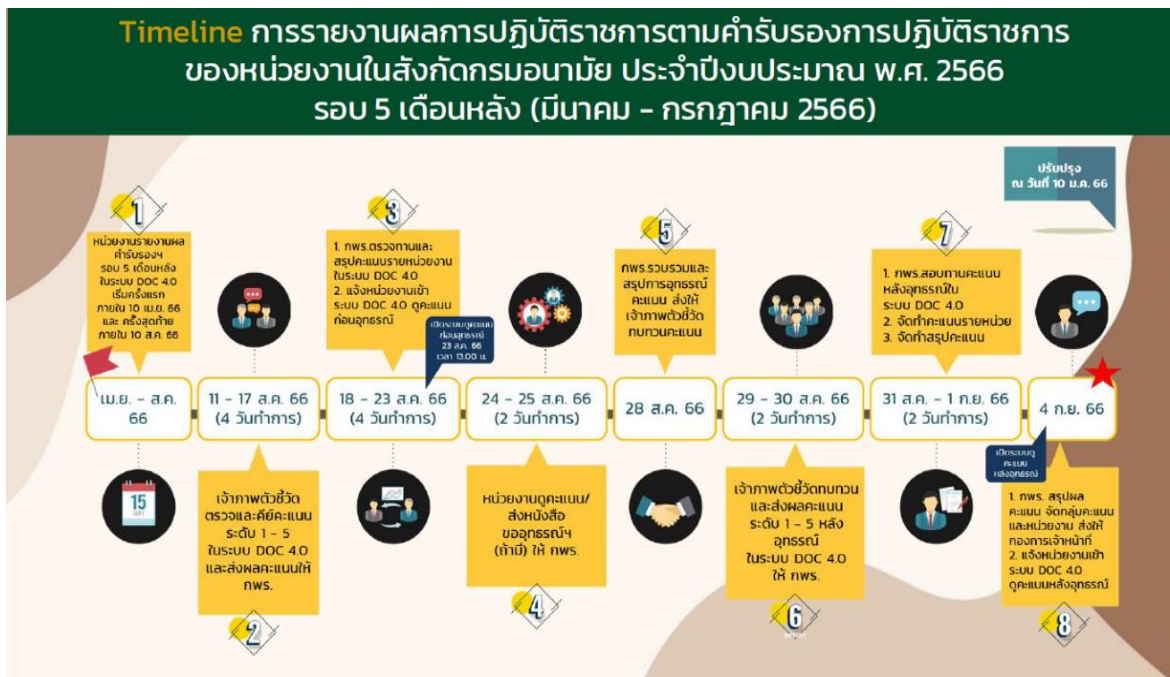 Timeline การรายงานผลการปฏิบัติราชการตามคำรับรองการปฏิบัติราชการ
ของหน่วยงานในสังกัดกรมอนามัย ประจำปีงบประมาณ พ.ศ. 2566
รอบ 5 เดือนหลัง (มีนาคม - กรกฎาคม 2566)
ปรับปรุง
ณ วันที่ 10 ม.ค. 66
1
หน่วยงานรายงานผล
คำรับรองฯ
รอบ 5 เดือนหลัง
ในระบบ DOC 4.0
เริ่มครั้งแรก
ภายใน 10 เม.ย. 66
และ ครั้งสุดท้าย
ภายใน 10 ส.ค. 66
เม.ย. - ส.ค.
66
15
11 - 17 ส.ค. 66
(4 วันทำการ)
เจ้าภาพตัวชี้วัด
ตรวจและคีย์คะแนน
ระดับ 1 - 5
ในระบบ DOC 4.0
และส่งผลคะแนนให้
กพร.
2
3
1. กพร.ตรวจทานและ
สรุปคะแนนรายหน่วยงาน
ในระบบ DOC 4.0
2. แจ้งหน่วยงานเข้า
ระบบ DOC 4.0 ดูคะแนน
ก่อนอุทธรณ์
เปิดระบบดูคะแนน
ก่อนอุทธรณ์
23 ส.ค. 66
เวลา 13.00 น.
18 - 23 ส.ค. 66
(4 วันทำการ)
24 - 25 ส.ค. 66
(2 วันทำการ)
หน่วยงานดูคะแนน/
ส่งหนังสือ
ขออุทธรณ์ฯ
(ถ้ามี) ให้ กพร.
4
5
กพร.รวบรวมและ
สรุปการอุทธรณ์
คะแนน ส่งให้
เจ้าภาพตัวชี้วัด
ทบทวนคะแนน
28 ส.ค. 66
29 - 30 ส.ค. 66
(2 วันทำการ)
เจ้าภาพตัวชี้วัดทบทวน
และส่งผลคะแนน
ระดับ 1 - 5 หลัง
อุทธรณ์
ในระบบ DOC 4.0
ให้ กพร.
6
7
1. กพร.สอบทานคะแนน
หลังอุทธรณ์ใน
ระบบ DOC 4.0
2. จัดทำคะแนนรายหน่วย
3. จัดทำสรุปคะแนน
31 ส.ค. - 1 ก.ย. 66
(2 วันทำการ)
4 ก.ย. 66
เปิดระบบดู
คะแนน
หลังอุทธรณ์
1. กพร. สรุปผล
คะแนน จัดกลุ่มคะแนน
และหน่วยงาน ส่งให้
กองการเจ้าหน้าที่
2. แจ้งหน่วยงานเข้า
ระบบ DOC 4.0
ดูคะแนนหลังอุทธรณ์
8